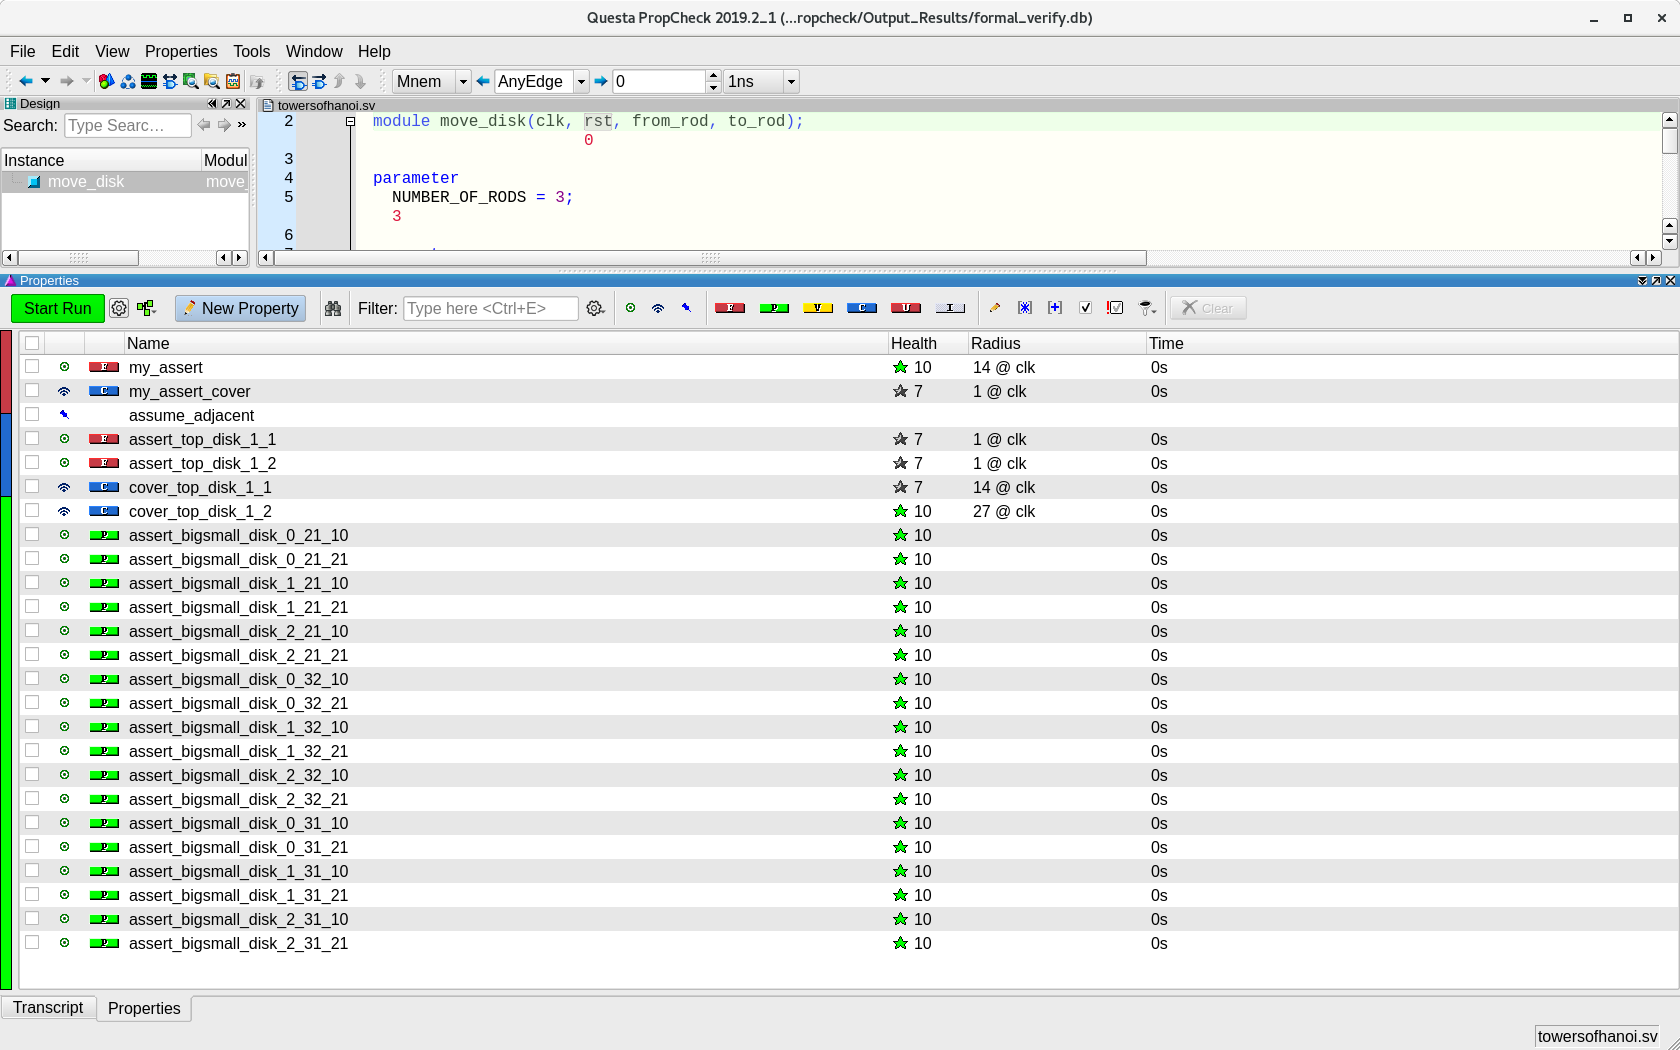 Questa PropCheck 2019.2_1 (...ropcheck/Output_Results/formal_verify.db)
File Edit View Properties Tools Window Help
Mnem AnyEdge 0 1ns
Design
Search: Type Searc...
Instance Modul
move_disk move_
towersofhanoi.sv
2 module move_disk(clk, rst, from_rod, to_rod);
0
3
4 parameter
5 NUMBER_OF_RODS = 3;
3
6
Properties
Start Run New Property Filter: Type here <Ctrl+E> F P V C U I Clear
Name Health Radius Time
F my_assert 10 14 @ clk 0s
C my_assert_cover 7 1 @ clk 0s
assume_adjacent
F assert_top_disk_1_1 7 1 @ clk 0s
F assert_top_disk_1_2 7 1 @ clk 0s
C cover_top_disk_1_1 7 14 @ clk 0s
C cover_top_disk_1_2 10 27 @ clk 0s
P assert_bigsmall_disk_0_21_10 10 0s
P assert_bigsmall_disk_0_21_21 10 0s
P assert_bigsmall_disk_1_21_10 10 0s
P assert_bigsmall_disk_1_21_21 10 0s
P assert_bigsmall_disk_2_21_10 10 0s
P assert_bigsmall_disk_2_21_21 10 0s
P assert_bigsmall_disk_0_32_10 10 0s
P assert_bigsmall_disk_0_32_21 10 0s
P assert_bigsmall_disk_1_32_10 10 0s
P assert_bigsmall_disk_1_32_21 10 0s
P assert_bigsmall_disk_2_32_10 10 0s
P assert_bigsmall_disk_2_32_21 10 0s
P assert_bigsmall_disk_0_31_10 10 0s
P assert_bigsmall_disk_0_31_21 10 0s
P assert_bigsmall_disk_1_31_10 10 0s
P assert_bigsmall_disk_1_31_21 10 0s
P assert_bigsmall_disk_2_31_10 10 0s
P assert_bigsmall_disk_2_31_21 10 0s
Transcript Properties
towersofhanoi.sv